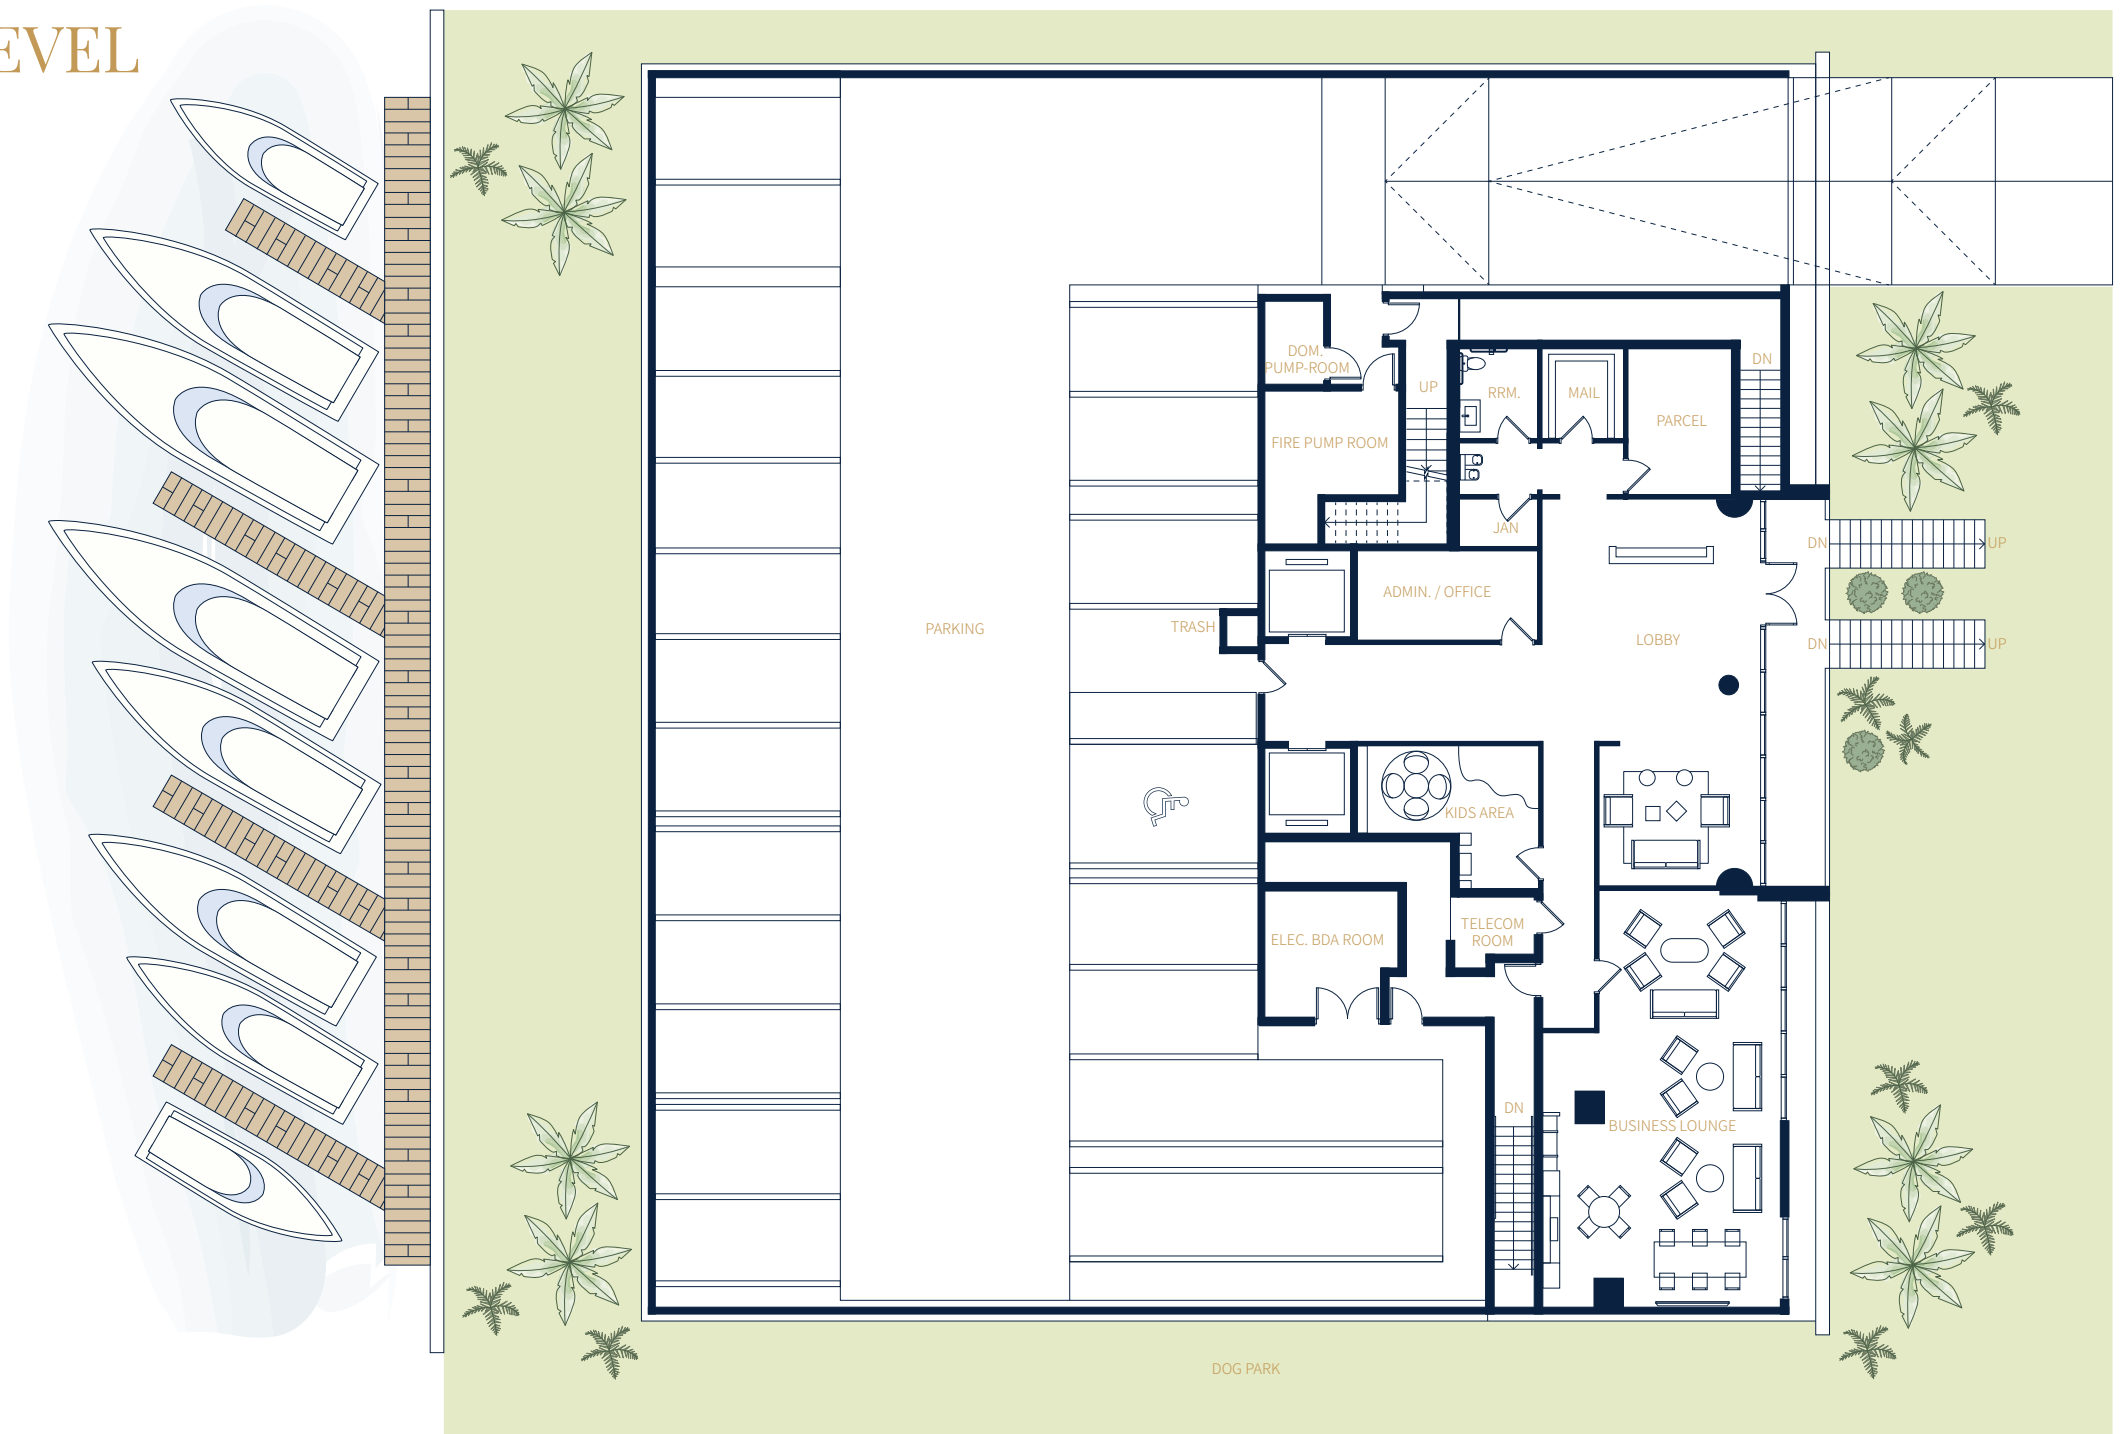 EVEL
DOM.
PUMP-ROOM
UP
RRM.
MAIL
DN
PARCEL
FIRE PUMP ROOM
JAN
DN
UP
ADMIN. / OFFICE
PARKING
TRASH
LOBBY
DN
UP
KIDS AREA
TELECOM
ROOM
ELEC. BDA ROOM
DN
BUSINESS LOUNGE
DOG PARK